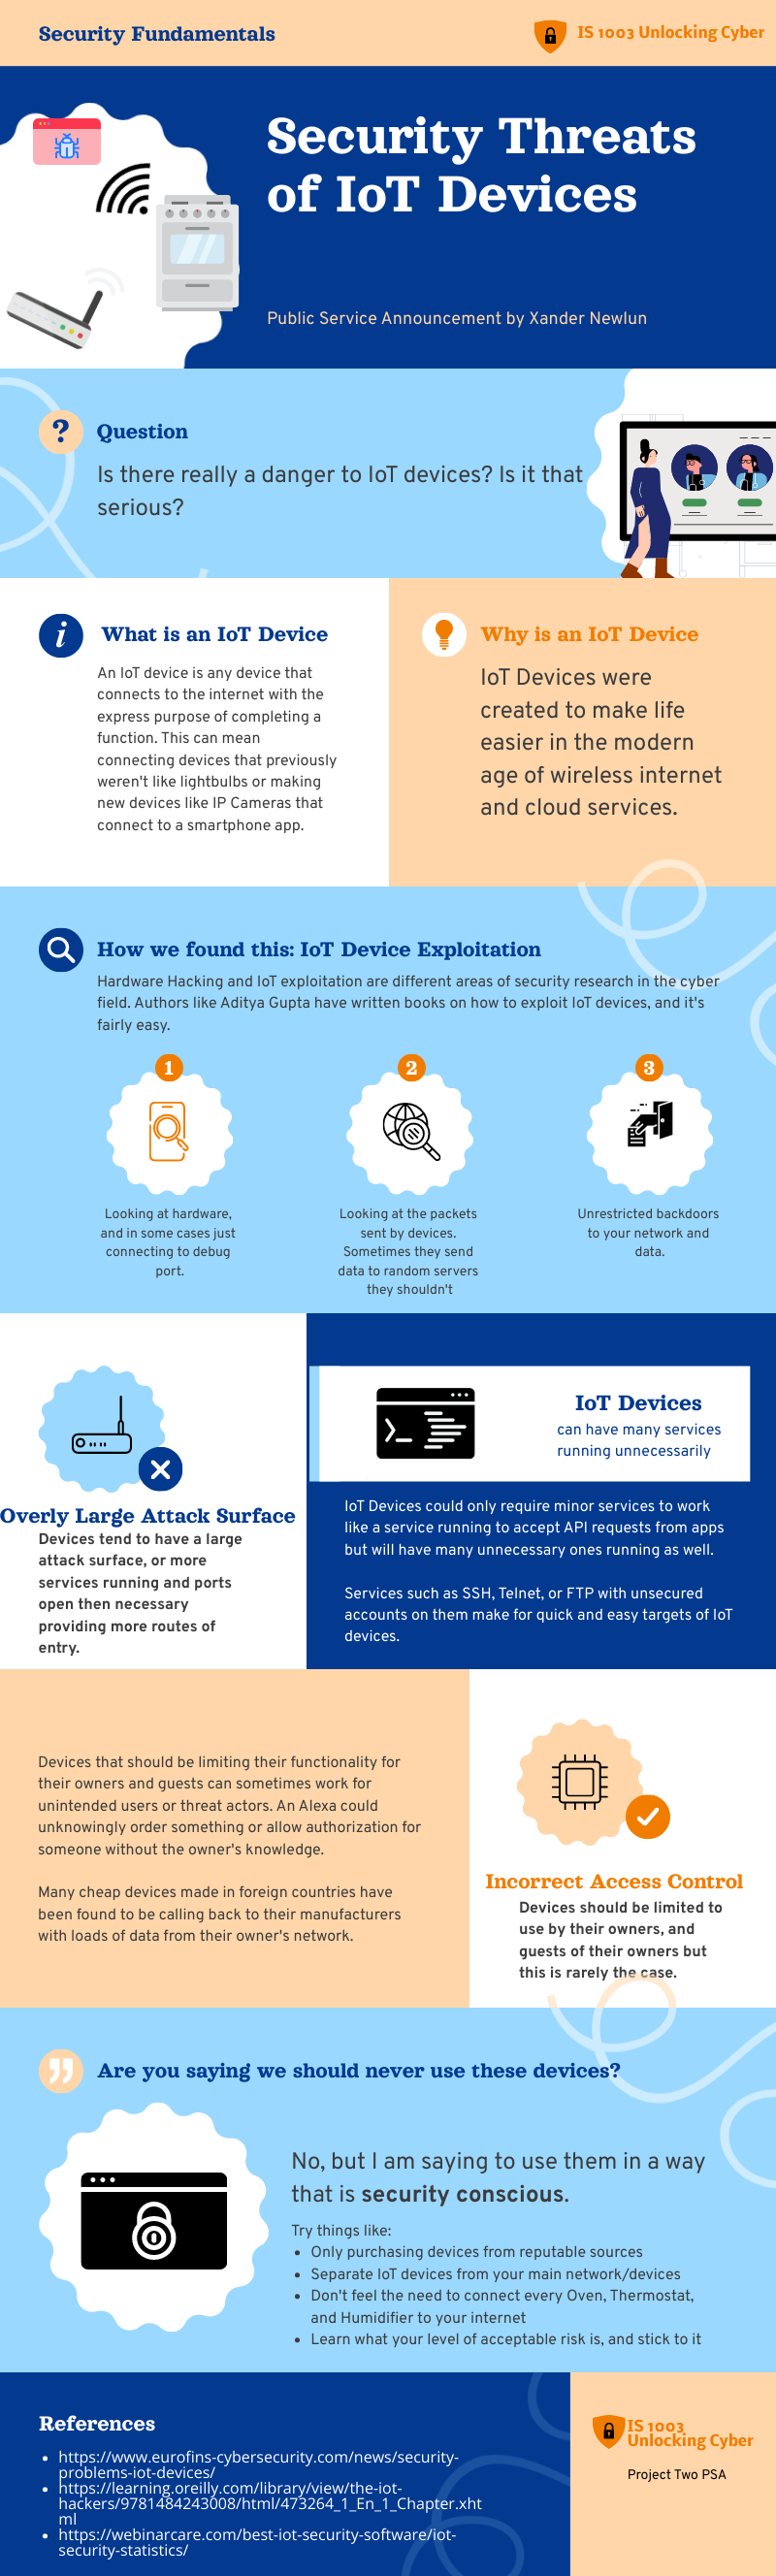 Security Fundamentals
IS 1003 Unlocking Cyber
Security Threats
of IoT Devices
Public Service Announcement by Xander Newlun
?
Question
Is there really a danger to IoT devices? Is it that
serious?
i
What is an IoT Device
An IoT device is any device that
connects to the internet with the
express purpose of completing a
function. This can mean
connecting devices that previously
weren't like lightbulbs or making
new devices like IP Cameras that
connect to a smartphone app.
Why is an IoT Device
IoT Devices were
created to make life
easier in the modern
age of wireless internet
and cloud services.
How we found this: IoT Device Exploitation
Hardware Hacking and IoT exploitation are different areas of security research in the cyber
field. Authors like Aditya Gupta have written books on how to exploit IoT devices, and it's
fairly easy.
1
Looking at hardware,
and in some cases just
connecting to debug
port.
2
Looking at the packets
sent by devices.
Sometimes they send
data to random servers
they shouldn't
3
Unrestricted backdoors
to your network and
data.
Overly Large Attack Surface
Devices tend to have a large
attack surface, or more
services running and ports
open then necessary
providing more routes of
entry.
IoT Devices
can have many services
running unnecessarily
IoT Devices could only require minor services to work
like a service running to accept API requests from apps
but will have many unnecessary ones running as well.
Services such as SSH, Telnet, or FTP with unsecured
accounts on them make for quick and easy targets of IoT
devices.
Devices that should be limiting their functionality for
their owners and guests can sometimes work for
unintended users or threat actors. An Alexa could
unknowingly order something or allow authorization for
someone without the owner's knowledge.
Many cheap devices made in foreign countries have
been found to be calling back to their manufacturers
with loads of data from their owner's network.
Incorrect Access Control
Devices should be limited to
use by their owners, and
guests of their owners but
this is rarely the case.
Are you saying we should never use these devices?
No, but I am saying to use them in a way
that is security conscious.
Try things like:
• Only purchasing devices from reputable sources
• Separate IoT devices from your main network/devices
• Don't feel the need to connect every Oven, Thermostat,
and Humidifier to your internet
• Learn what your level of acceptable risk is, and stick to it
References
• https://www.eurofins-cybersecurity.com/news/security-
problems-iot-devices/
• https://learning.oreilly.com/library/view/the-iot-
hackers/9781484243008/html/473264_1_En_1_Chapter.xht
ml
• https://webinarcare.com/best-iot-security-software/iot-
security-statistics/
IS 1003
Unlocking Cyber
Project Two PSA